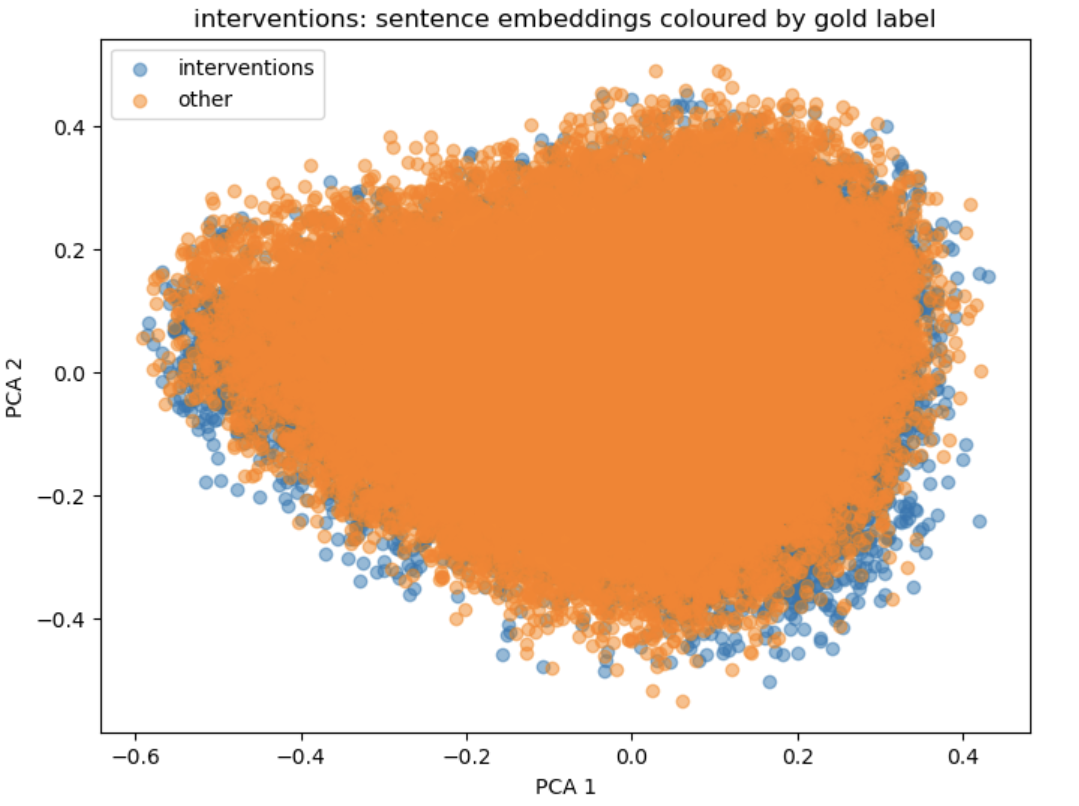 interventions: sentence embeddings coloured by gold label
interventions
other
0.4
0.2
0.0
−0.2
−0.4
PCA 2
−0.6
−0.4
−0.2
0.0
0.2
0.4
PCA 1